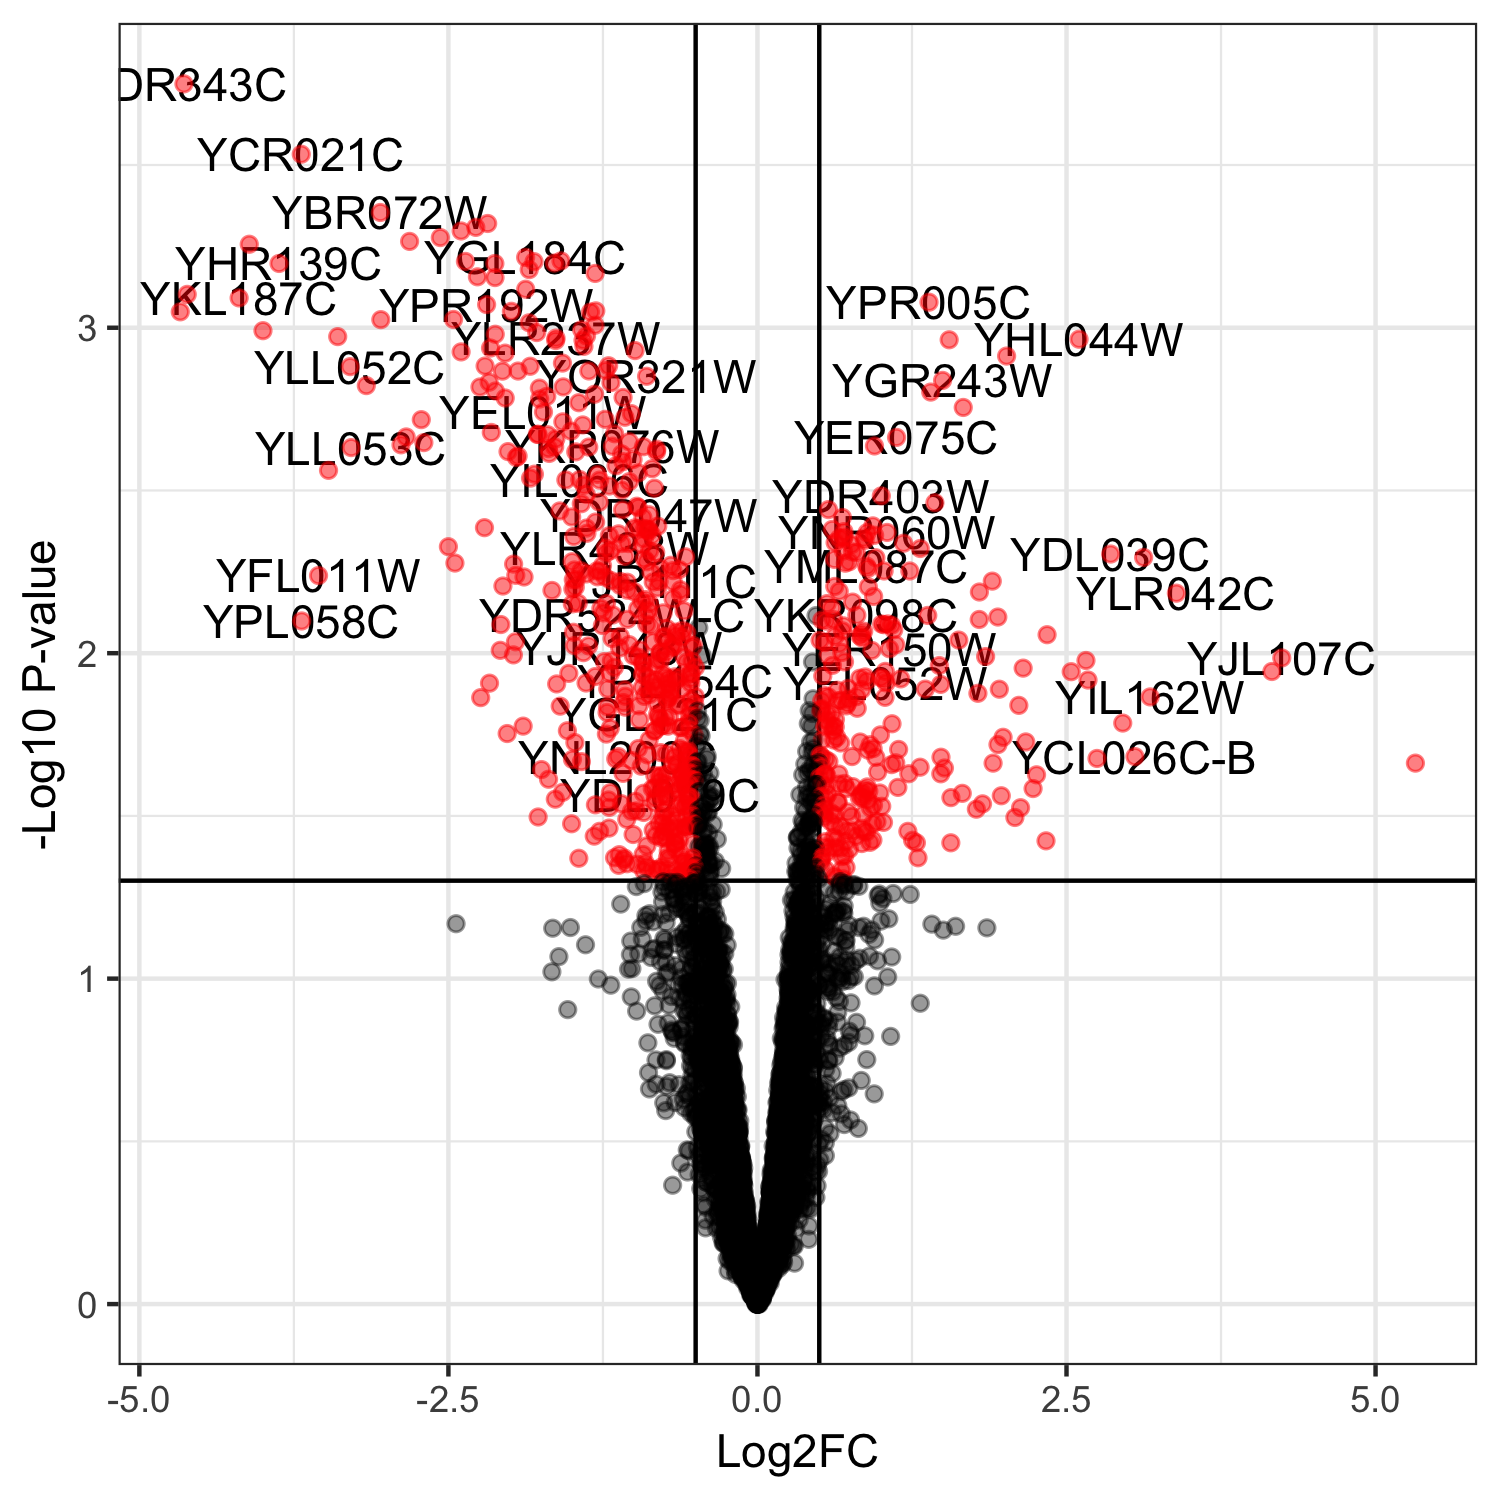 DR343C
YCR021C
YBR072W
YGL184C
YHR139C
YKL187C
YPR192W
YPR005C
YLR237W
YHL044W
YLL052C
YOR321W
YGR243W
YEL011W
YER075C
YLL053C
YKR076W
YIL066C
YDR403W
YDR047W
YNR060W
YDL039C
YML087C
YFL011W
YLR042C
YPL058C
YKR098C
YER150W
YJL107C
YFL052W
YIL162W
YCL026C-B
-Log10 P-value
3
2
1
0
-5.0
-2.5
0.0
2.5
5.0
Log2FC